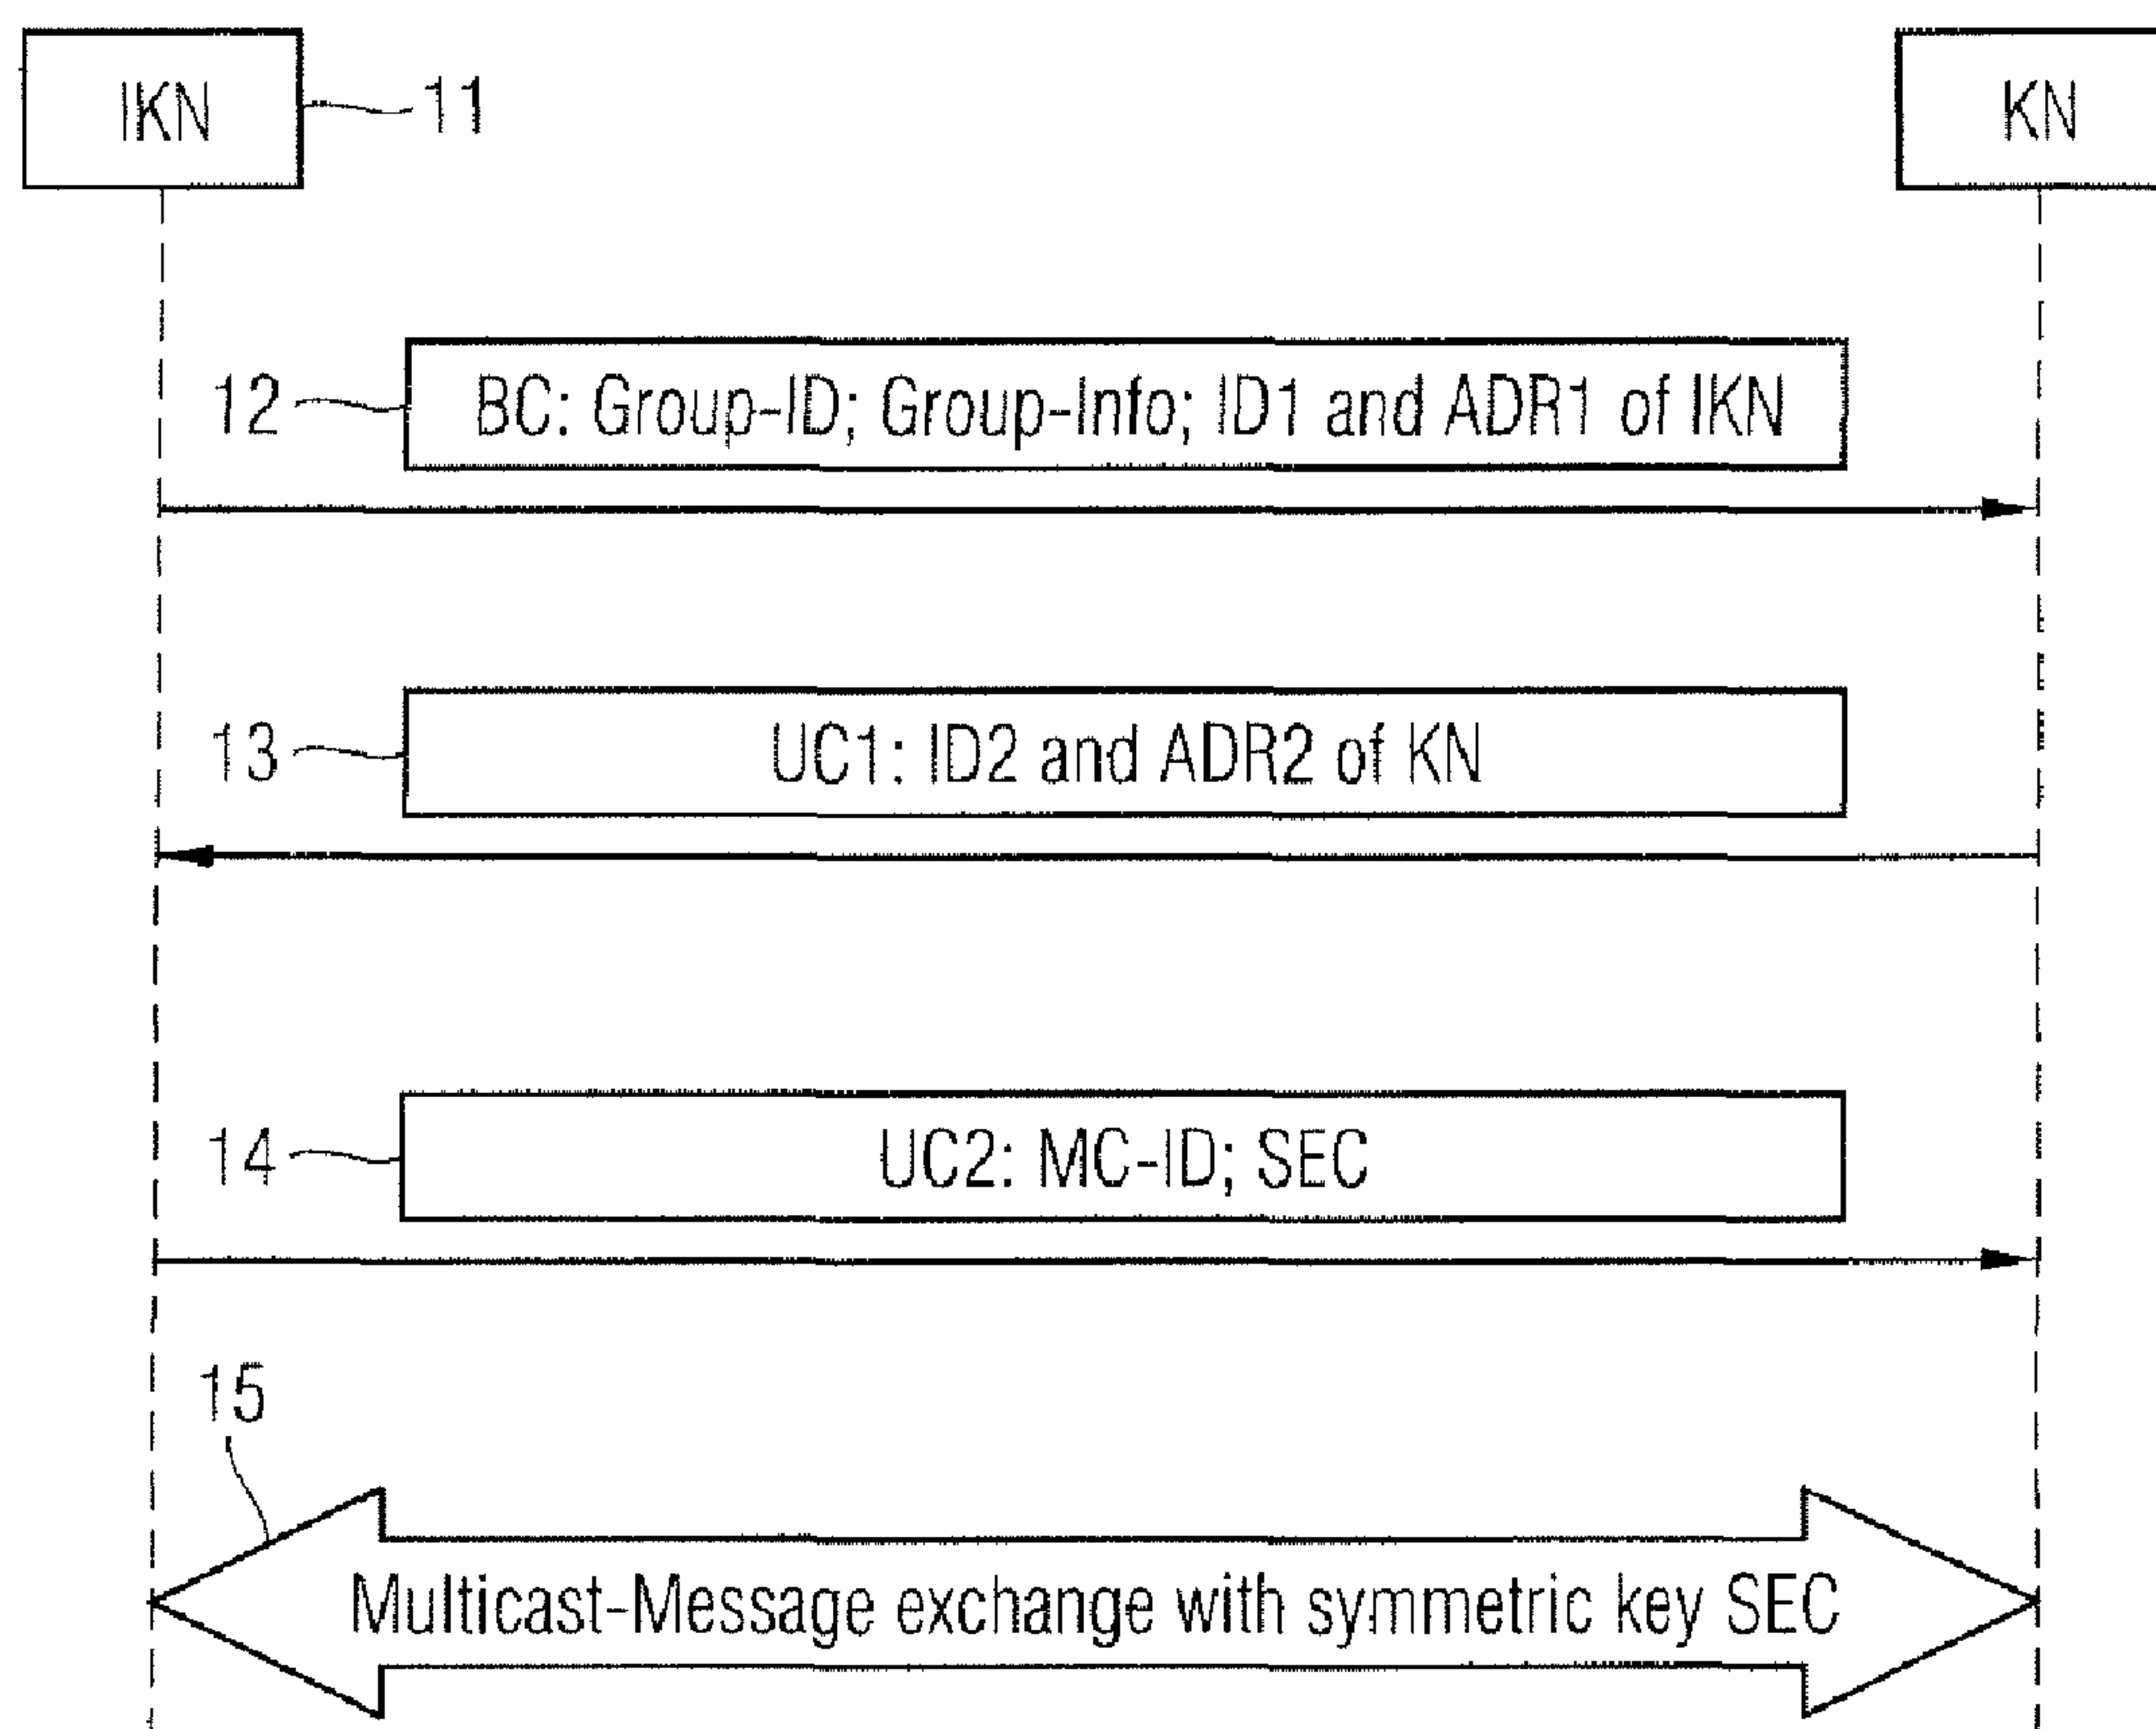 IKN
11
KN
12
BC: Group-ID; Group-Info; ID1 and ADR1 of IKN
13
UC1: ID2 and ADR2 of KN
14
UC2: MC-ID; SEC
15
Multicast-Message exchange with symmetric key SEC